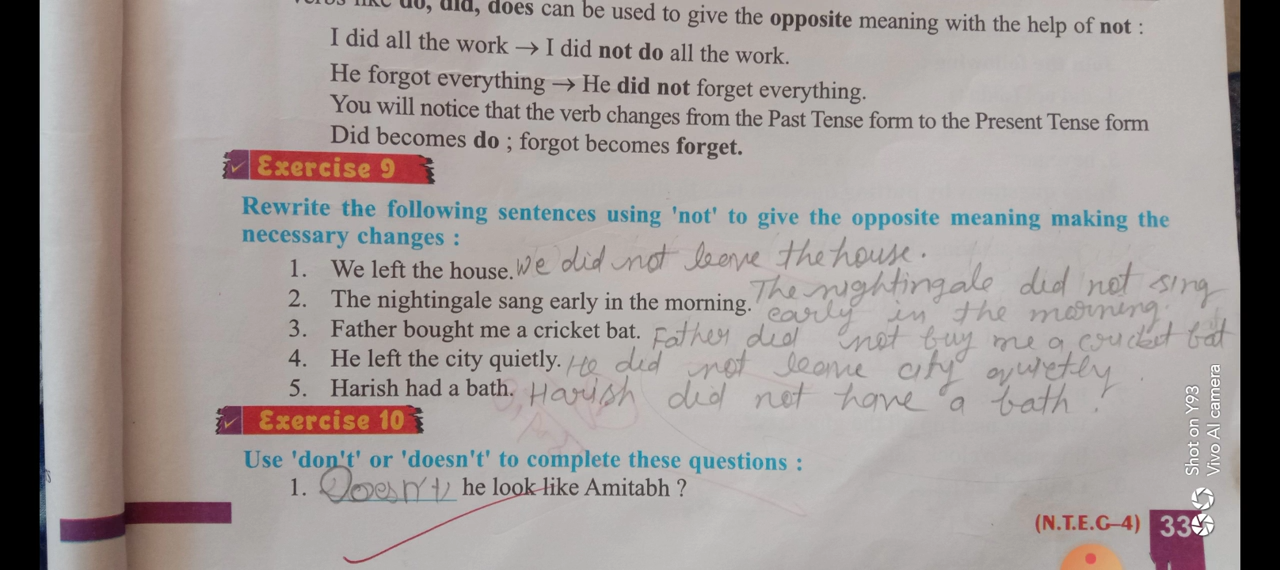 do, did, does can be used to give the opposite meaning with the help of not :
I did all the work → I did not do all the work.
He forgot everything → He did not forget everything.
You will notice that the verb changes from the Past Tense form to the Present Tense form
Did becomes do ; forgot becomes forget.
Exercise 9
Rewrite the following sentences using 'not' to give the opposite meaning making the
necessary changes :
1. We left the house. We did not leave the house.
2. The nightingale sang early in the morning. The nightingale did not sing
early in the morning.
3. Father bought me a cricket bat. Father did not buy me a cricket bat
4. He left the city quietly. He did not leave city quietly.
5. Harish had a bath. Harish did not have a bath.
Exercise 10
Use 'don't' or 'doesn't' to complete these questions :
1. Doesn't he look like Amitabh ?
(N.T.E.G–4) 33
Shot on Y93
Vivo AI camera